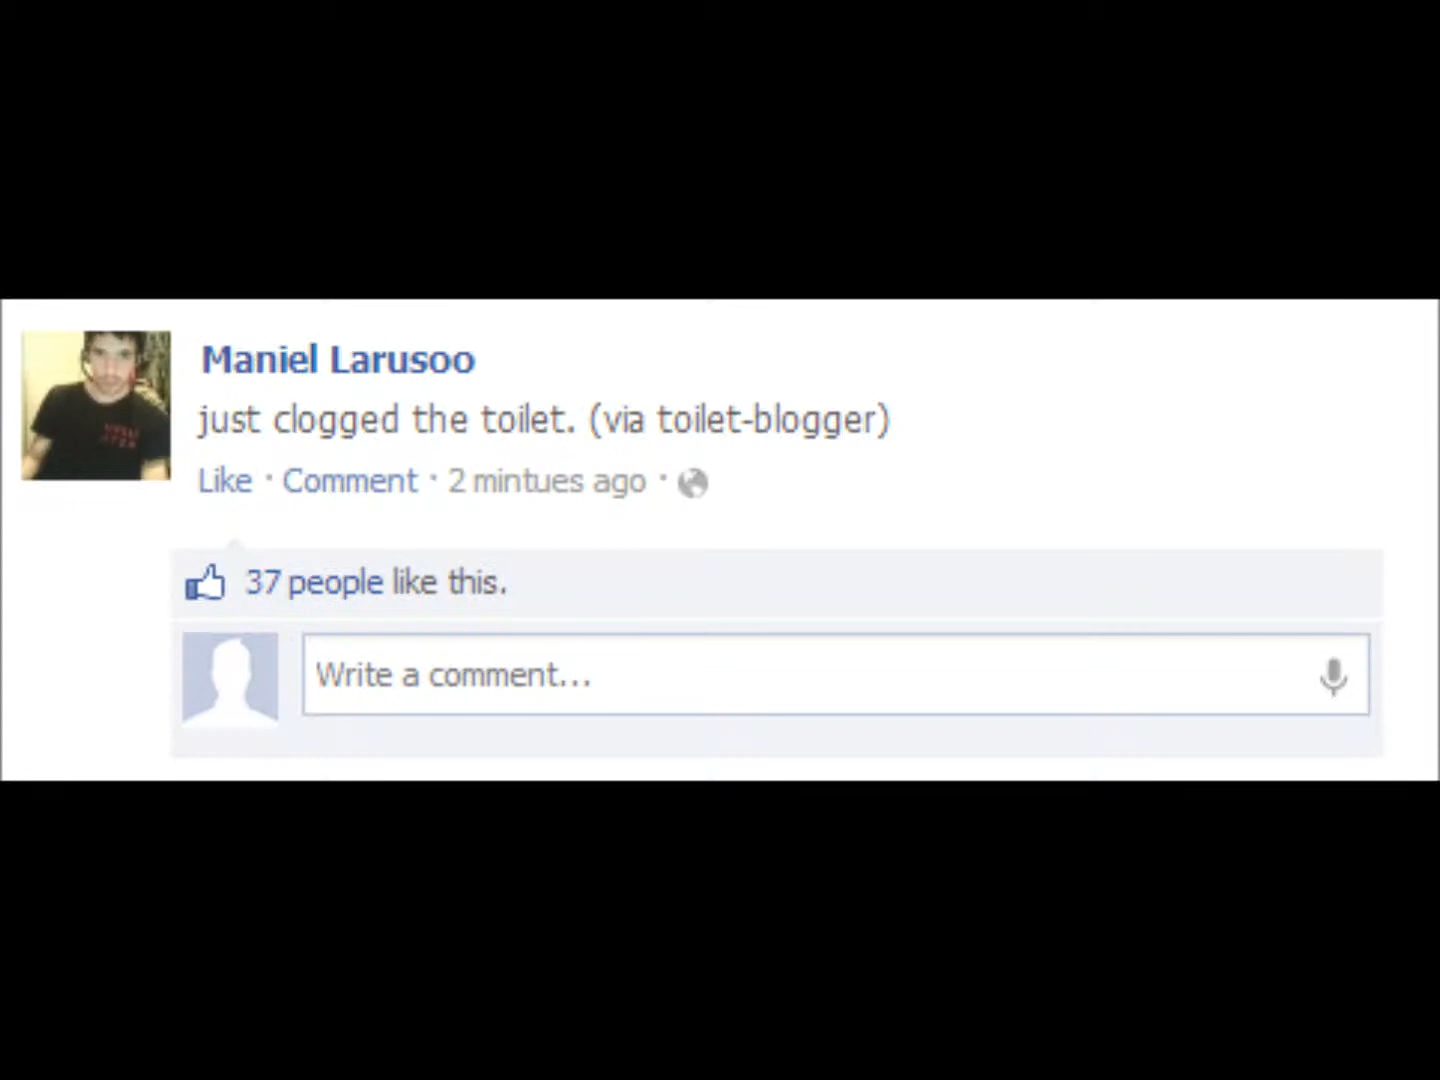 Maniel Larusoo
just clogged the toilet. (via toilet-blogger)
Like · Comment · 2 mintues ago ·
37 people like this.
Write a comment...